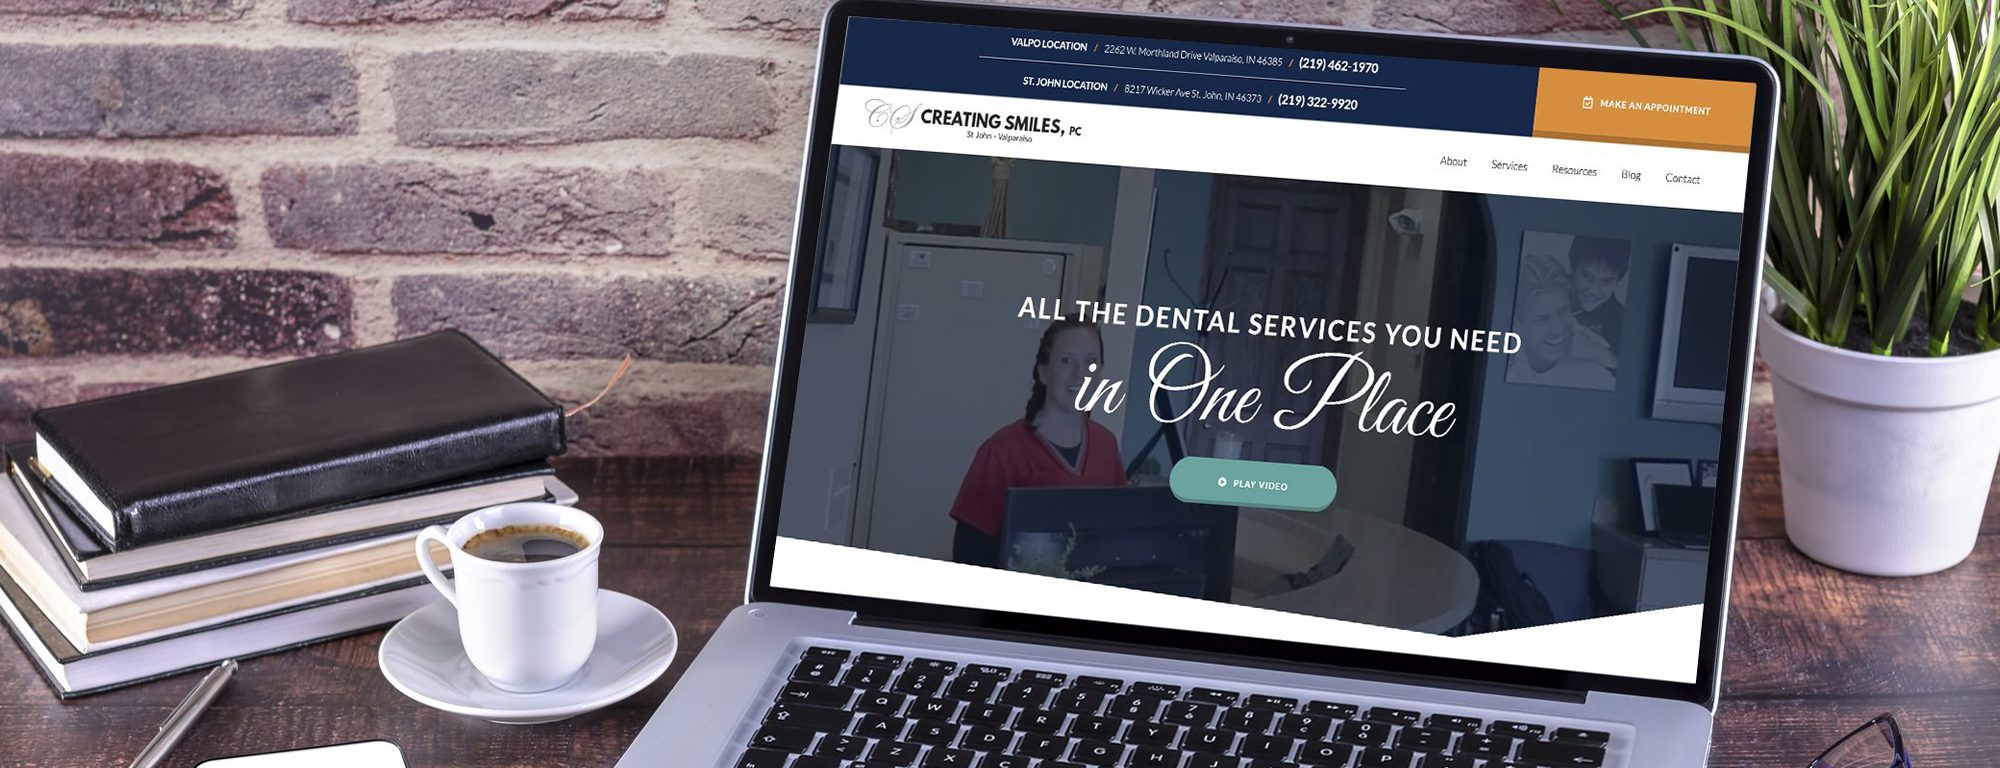 VALPO LOCATION / 2262 W. Morthland Drive Valparaiso, IN 46385 / (219) 462-1970
ST. JOHN LOCATION / 8217 Wicker Ave St. John, IN 46373 / (219) 322-9920
MAKE AN APPOINTMENT
CS CREATING SMILES, PC
St John - Valparaiso
About Services Resources Blog Contact
ALL THE DENTAL SERVICES YOU NEED
in One Place
PLAY VIDEO
Q W E R T Y U I O P
A S D F G H J K L
Z X C